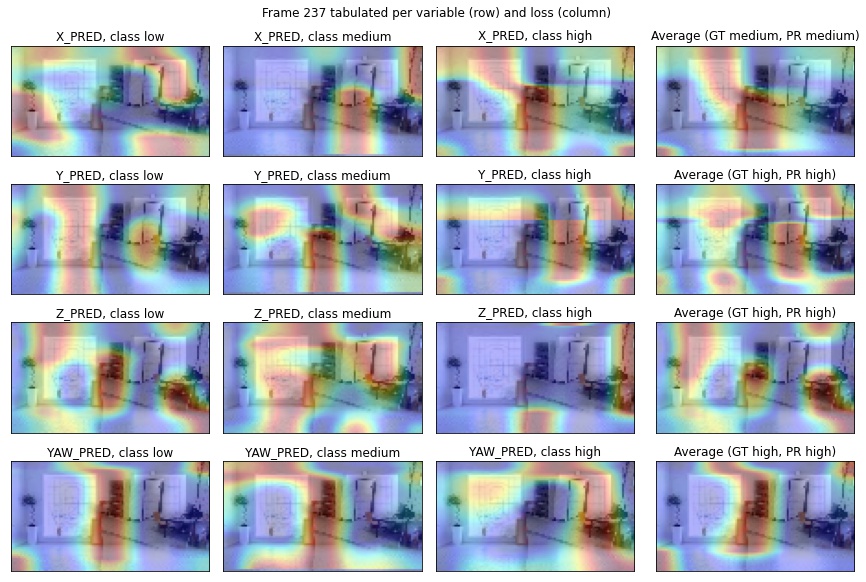 Frame 237 tabulated per variable (row) and loss (column)
X_PRED, class low
X_PRED, class medium
X_PRED, class high
Average (GT medium, PR medium)
Y_PRED, class low
Y_PRED, class medium
Y_PRED, class high
Average (GT high, PR high)
Z_PRED, class low
Z_PRED, class medium
Z_PRED, class high
Average (GT high, PR high)
YAW_PRED, class low
YAW_PRED, class medium
YAW_PRED, class high
Average (GT high, PR high)